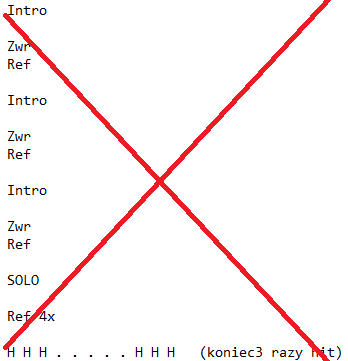 Intro
Zwr
Ref
Intro
Zwr
Ref
Intro
Zwr
Ref
SOLO
Ref 4x
H H H . . . . . H H H (koniec3 razy hit)